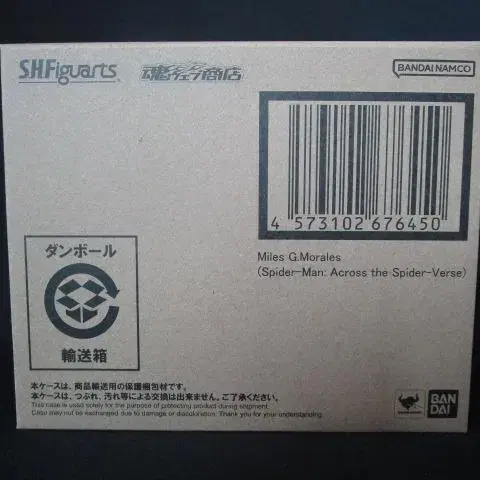 S.H.Figuarts
魂ウェブ商店
BANDAI NAMCO
4 573102 676450
Miles G.Morales
(Spider-Man: Across the Spider-Verse)
ダンボール
輸送箱
本ケースは、商品輸送用の保護梱包材です。
本ケースは、つぶれ、汚れ等による交換は出来ません。ご了承ください。
This case is used solely for the purpose of protecting product during shipment.
Case may not be exchanged due to damage or discoloration. Thank you for your understanding.
BAN
DAI